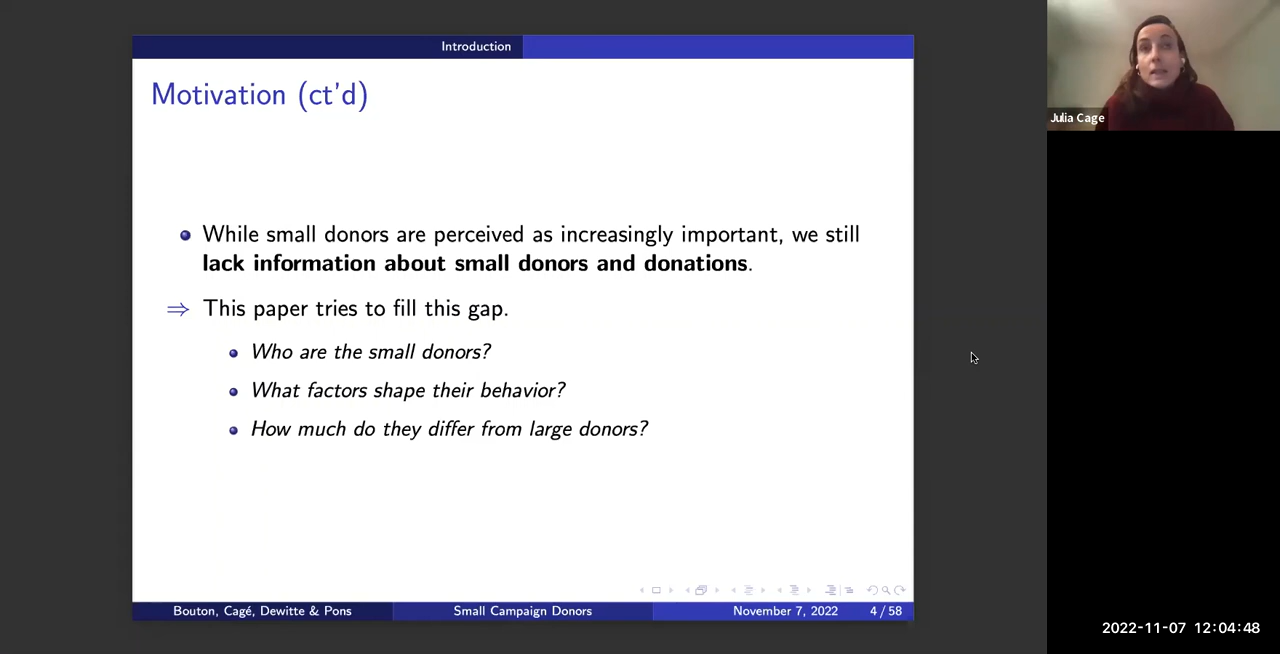 Introduction
Motivation (ct'd)
While small donors are perceived as increasingly important, we still
lack information about small donors and donations.
⇒ This paper tries to fill this gap.
Who are the small donors?
What factors shape their behavior?
How much do they differ from large donors?
Bouton, Cagé, Dewitte & Pons Small Campaign Donors November 7, 2022 4 / 58
Julia Cage
2022-11-07 12:04:48